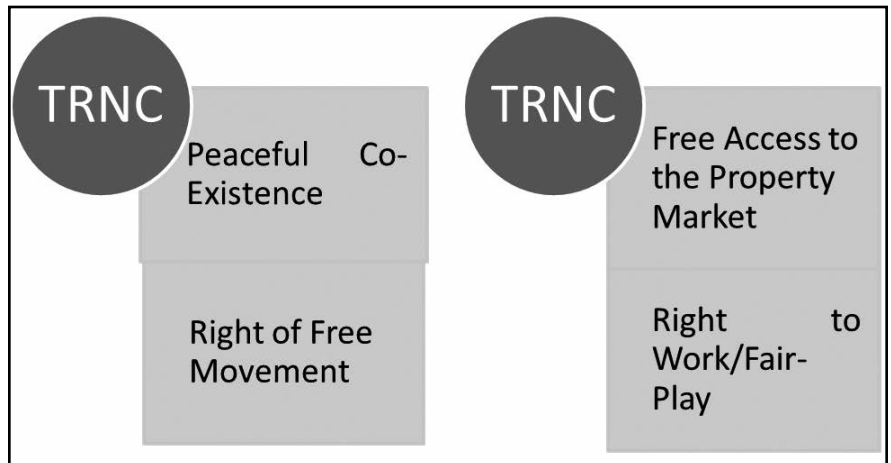 TRNC
Peaceful Co-
Existence
Right of Free
Movement
TRNC
Free Access to
the Property
Market
Right to
Work/Fair-
Play